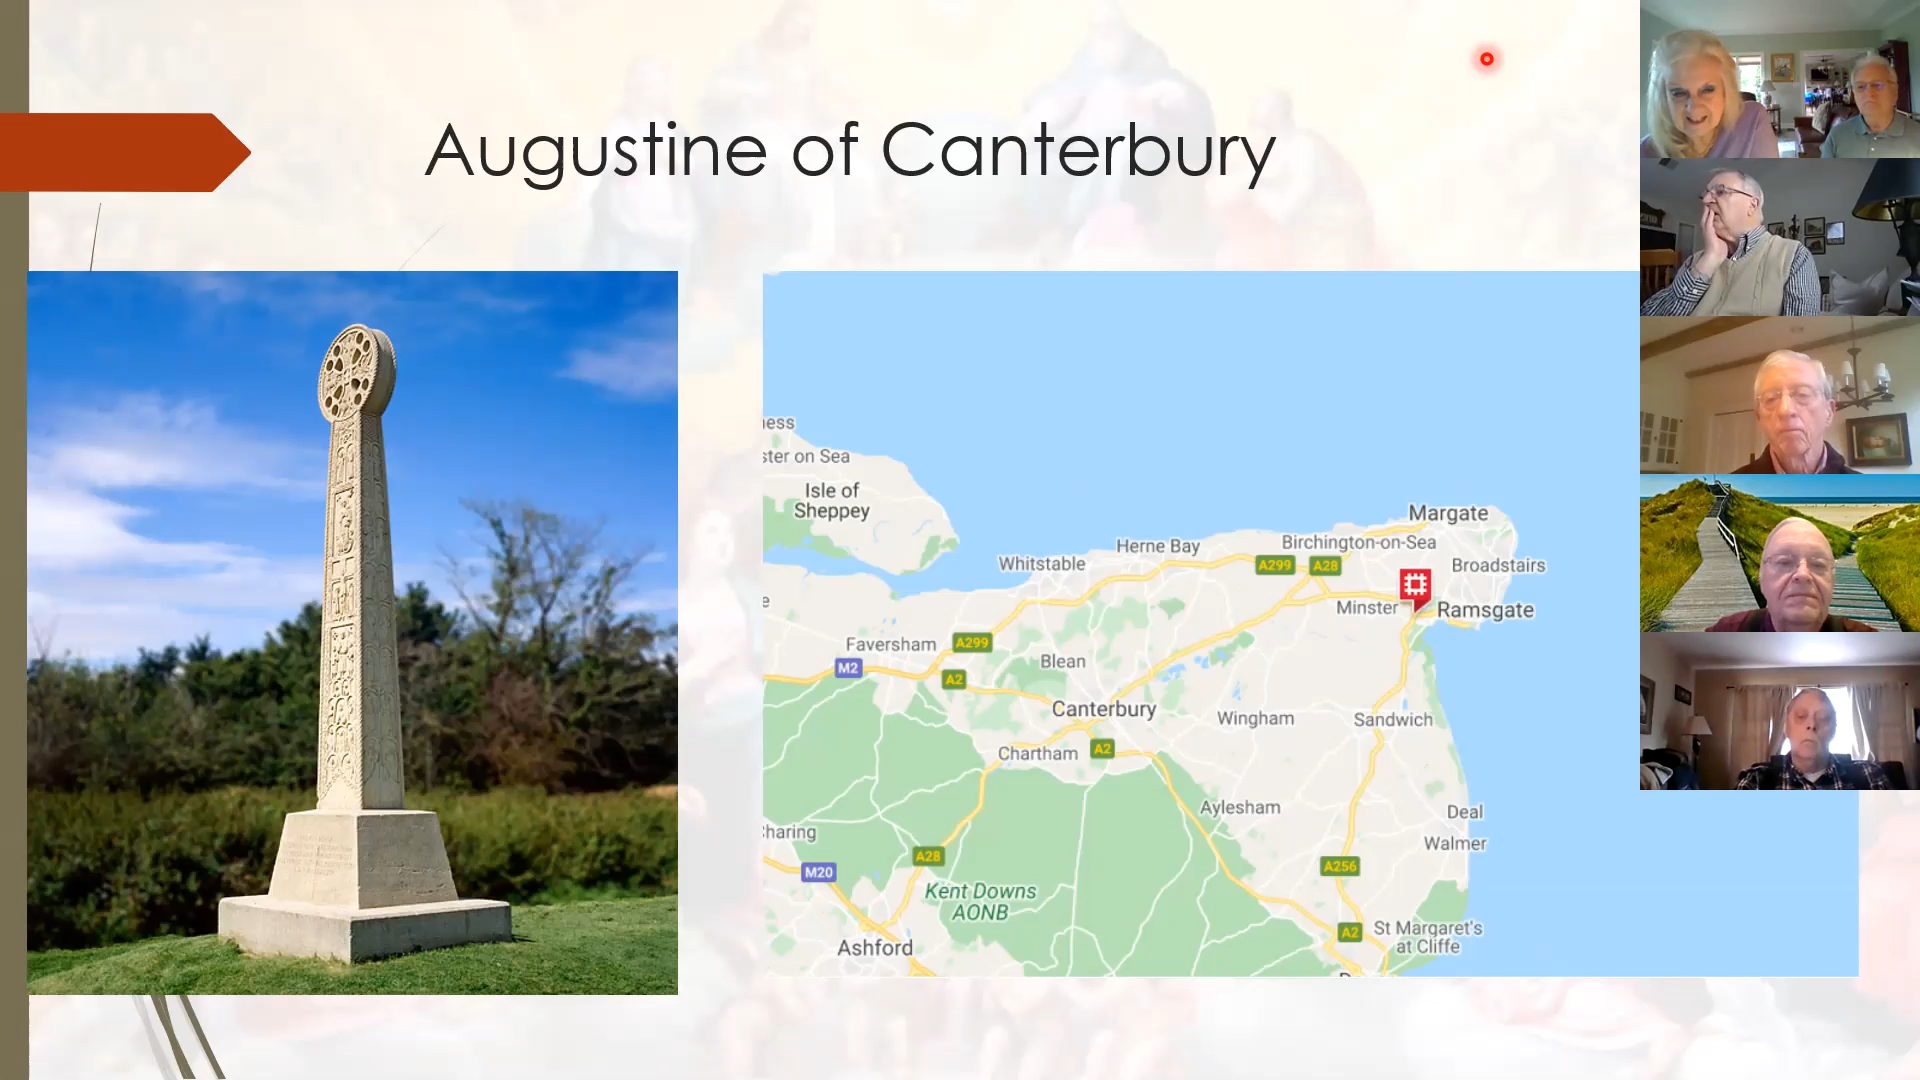 Augustine of Canterbury
ness
ster on Sea
Isle of
Sheppey
Margate
Birchington-on-Sea
Herne Bay
Whitstable
A299
A28
Broadstairs
Minster
Ramsgate
Faversham
A299
M2
A2
Blean
Canterbury
Wingham
Sandwich
Chartham
A2
Aylesham
Deal
Walmer
Charing
M20
A28
A256
Kent Downs
AONB
A2
St Margaret's
at Cliffe
Ashford